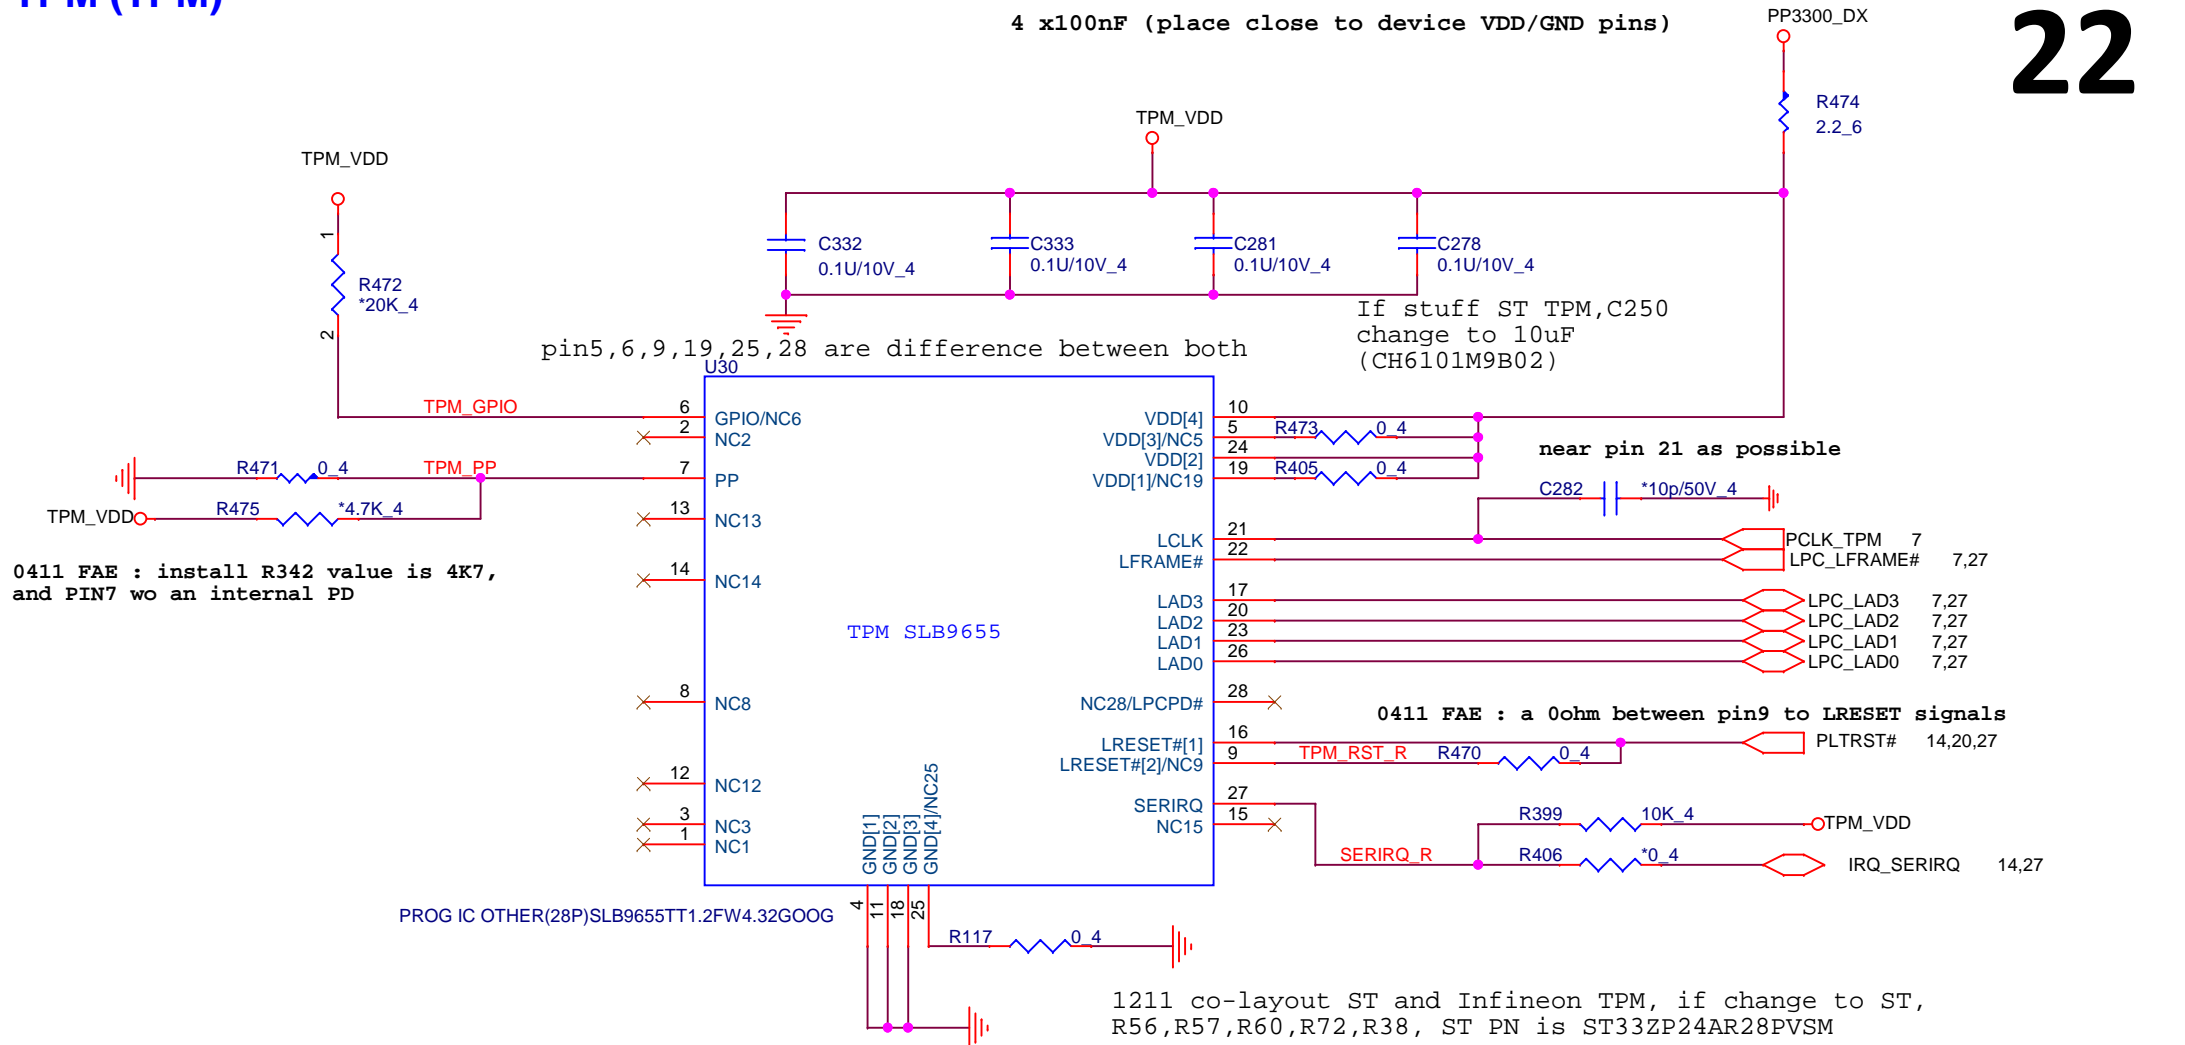 TPM (TPM)
4 x100nF (place close to device VDD/GND pins)
PP3300_DX
22
R474
2.2_6
TPM_VDD
TPM_VDD
1
R472
*20K_4
2
C332
0.1U/10V_4
C333
0.1U/10V_4
C281
0.1U/10V_4
C278
0.1U/10V_4
If stuff ST TPM,C250
change to 10uF
(CH6101M9B02)
pin5,6,9,19,25,28 are difference between both
U30
TPM_GPIO
6
GPIO/NC6
2
NC2
R471
0_4
TPM_PP
7
PP
TPM_VDD
R475
*4.7K_4
13
NC13
0411 FAE : install R342 value is 4K7,
and PIN7 wo an internal PD
14
NC14
TPM SLB9655
8
NC8
12
NC12
3
NC3
1
NC1
VDD[4]
10
VDD[3]/NC5
5
R473
0_4
VDD[2]
24
VDD[1]/NC19
19
R405
0_4
near pin 21 as possible
C282
*10p/50V_4
LCLK
21
PCLK_TPM
7
LFRAME#
22
LPC_LFRAME#
7,27
LAD3
17
LPC_LAD3
7,27
LAD2
20
LPC_LAD2
7,27
LAD1
23
LPC_LAD1
7,27
LAD0
26
LPC_LAD0
7,27
NC28/LPCPD#
28
0411 FAE : a 0ohm between pin9 to LRESET signals
LRESET#[1]
16
PLTRST#
14,20,27
LRESET#[2]/NC9
9
TPM_RST_R
R470
0_4
SERIRQ
27
NC15
15
R399
10K_4
TPM_VDD
SERIRQ_R
R406
*0_4
IRQ_SERIRQ
14,27
GND[1]
GND[2]
GND[3]
GND[4]/NC25
4
11
18
25
PROG IC OTHER(28P)SLB9655TT1.2FW4.32GOOG
R117
0_4
1211 co-layout ST and Infineon TPM, if change to ST,
R56,R57,R60,R72,R38, ST PN is ST33ZP24AR28PVSM